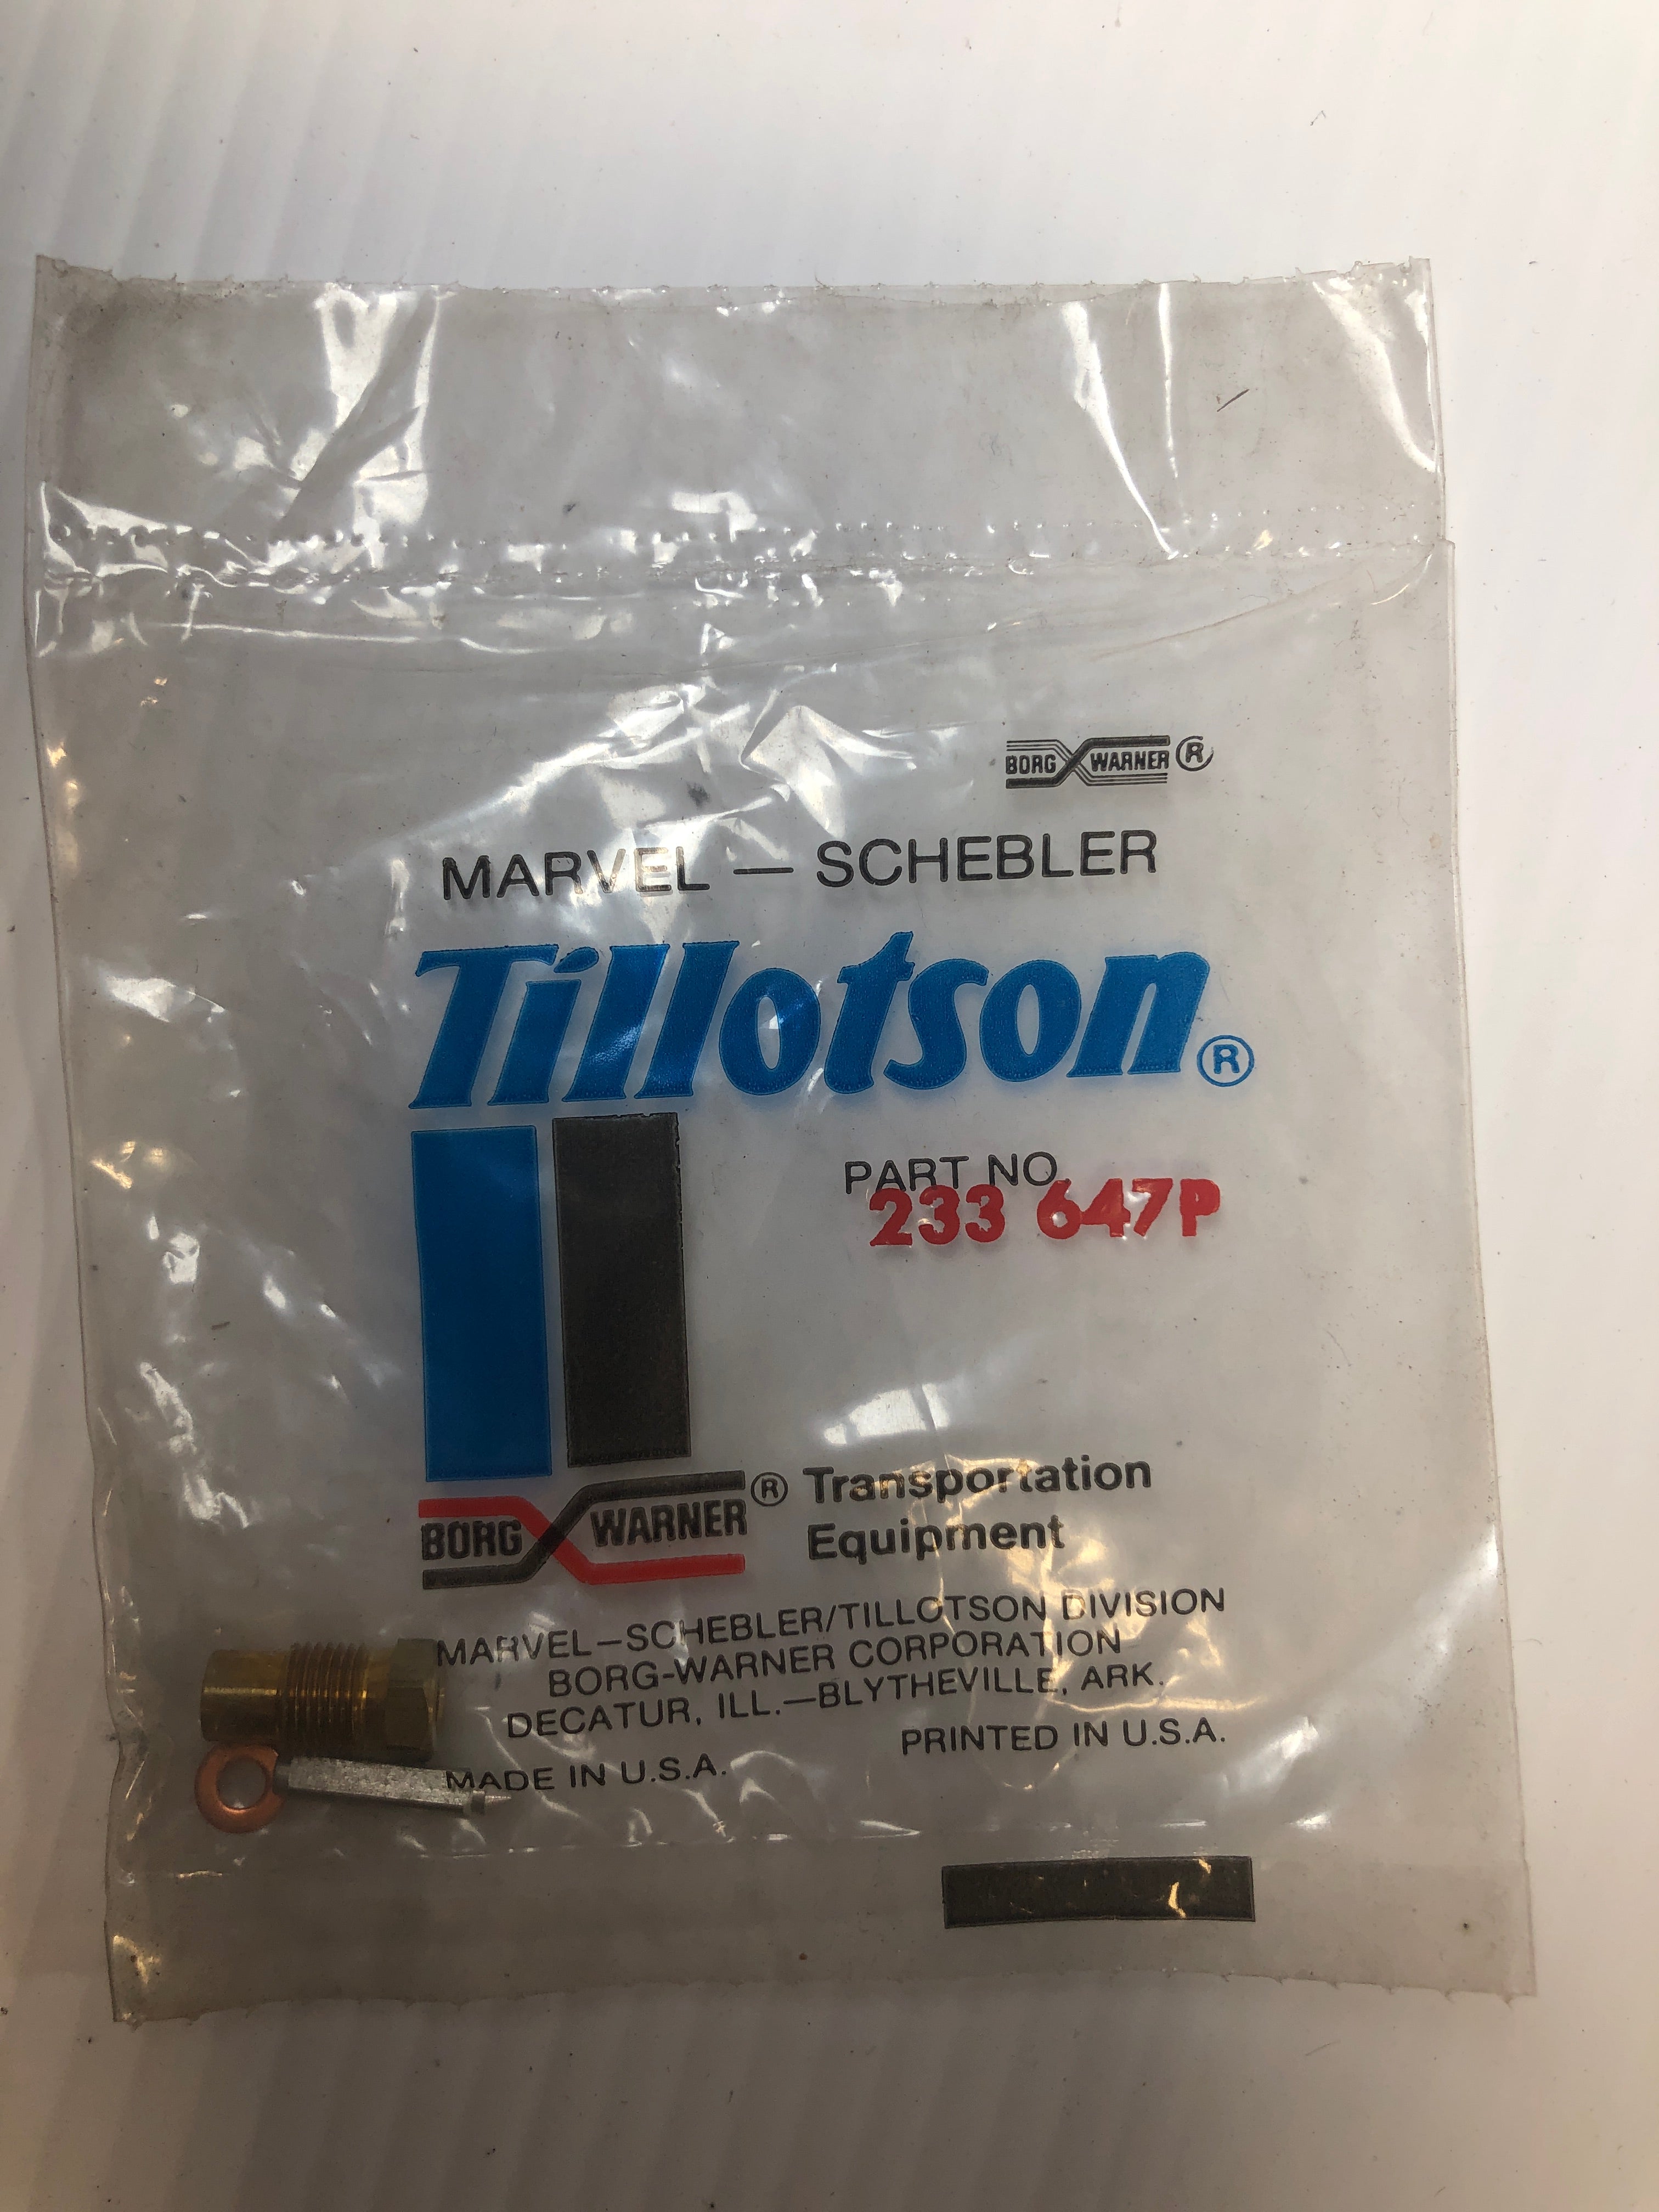 BORG WARNER ®
MARVEL — SCHEBLER
Tillotson®
PART NO.
233 647P
BORG WARNER ® Transportation
Equipment
MARVEL–SCHEBLER/TILLOTSON DIVISION
BORG-WARNER CORPORATION
DECATUR, ILL.—BLYTHEVILLE, ARK.
PRINTED IN U.S.A.
MADE IN U.S.A.